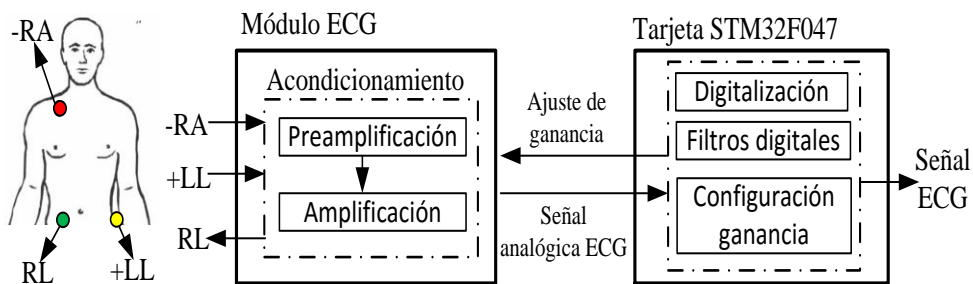 -RA
RL
+LL
Módulo ECG
Acondicionamiento
-RA
+LL
RL
Preamplificación
Amplificación
Ajuste de
ganancia
Señal
analógica ECG
Tarjeta STM32F047
Digitalización
Filtros digitales
Configuración
ganancia
Señal
ECG